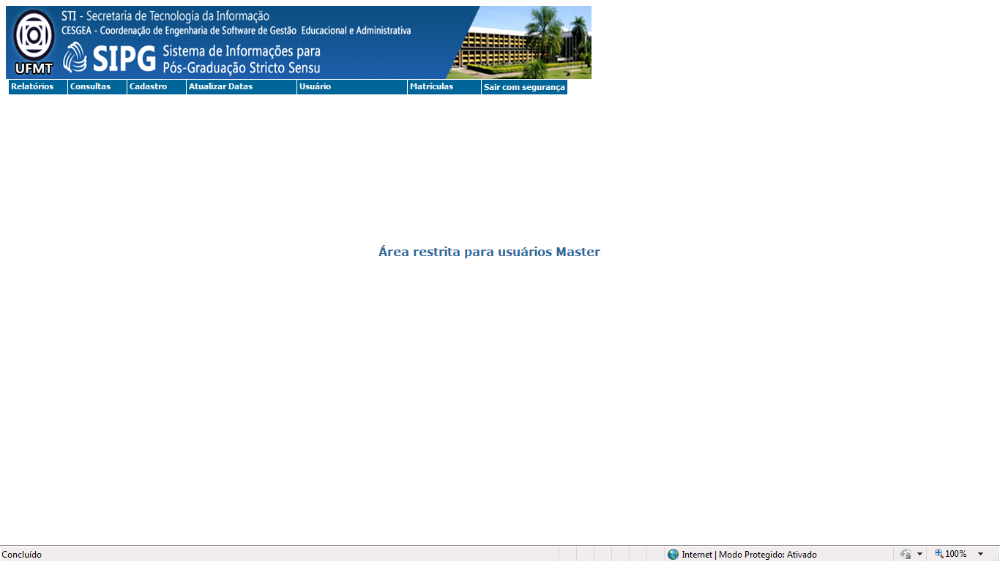 STI - Secretaria de Tecnologia da Informação
CESGEA - Coordenação de Engenharia de Software de Gestão Educacional e Administrativa
UFMT
SIPG
Sistema de Informações para
Pós-Graduação Stricto Sensu
Relatórios
Consultas
Cadastro
Atualizar Datas
Usuário
Matrículas
Sair com segurança
Área restrita para usuários Master
Concluído
Internet | Modo Protegido: Ativado
100%